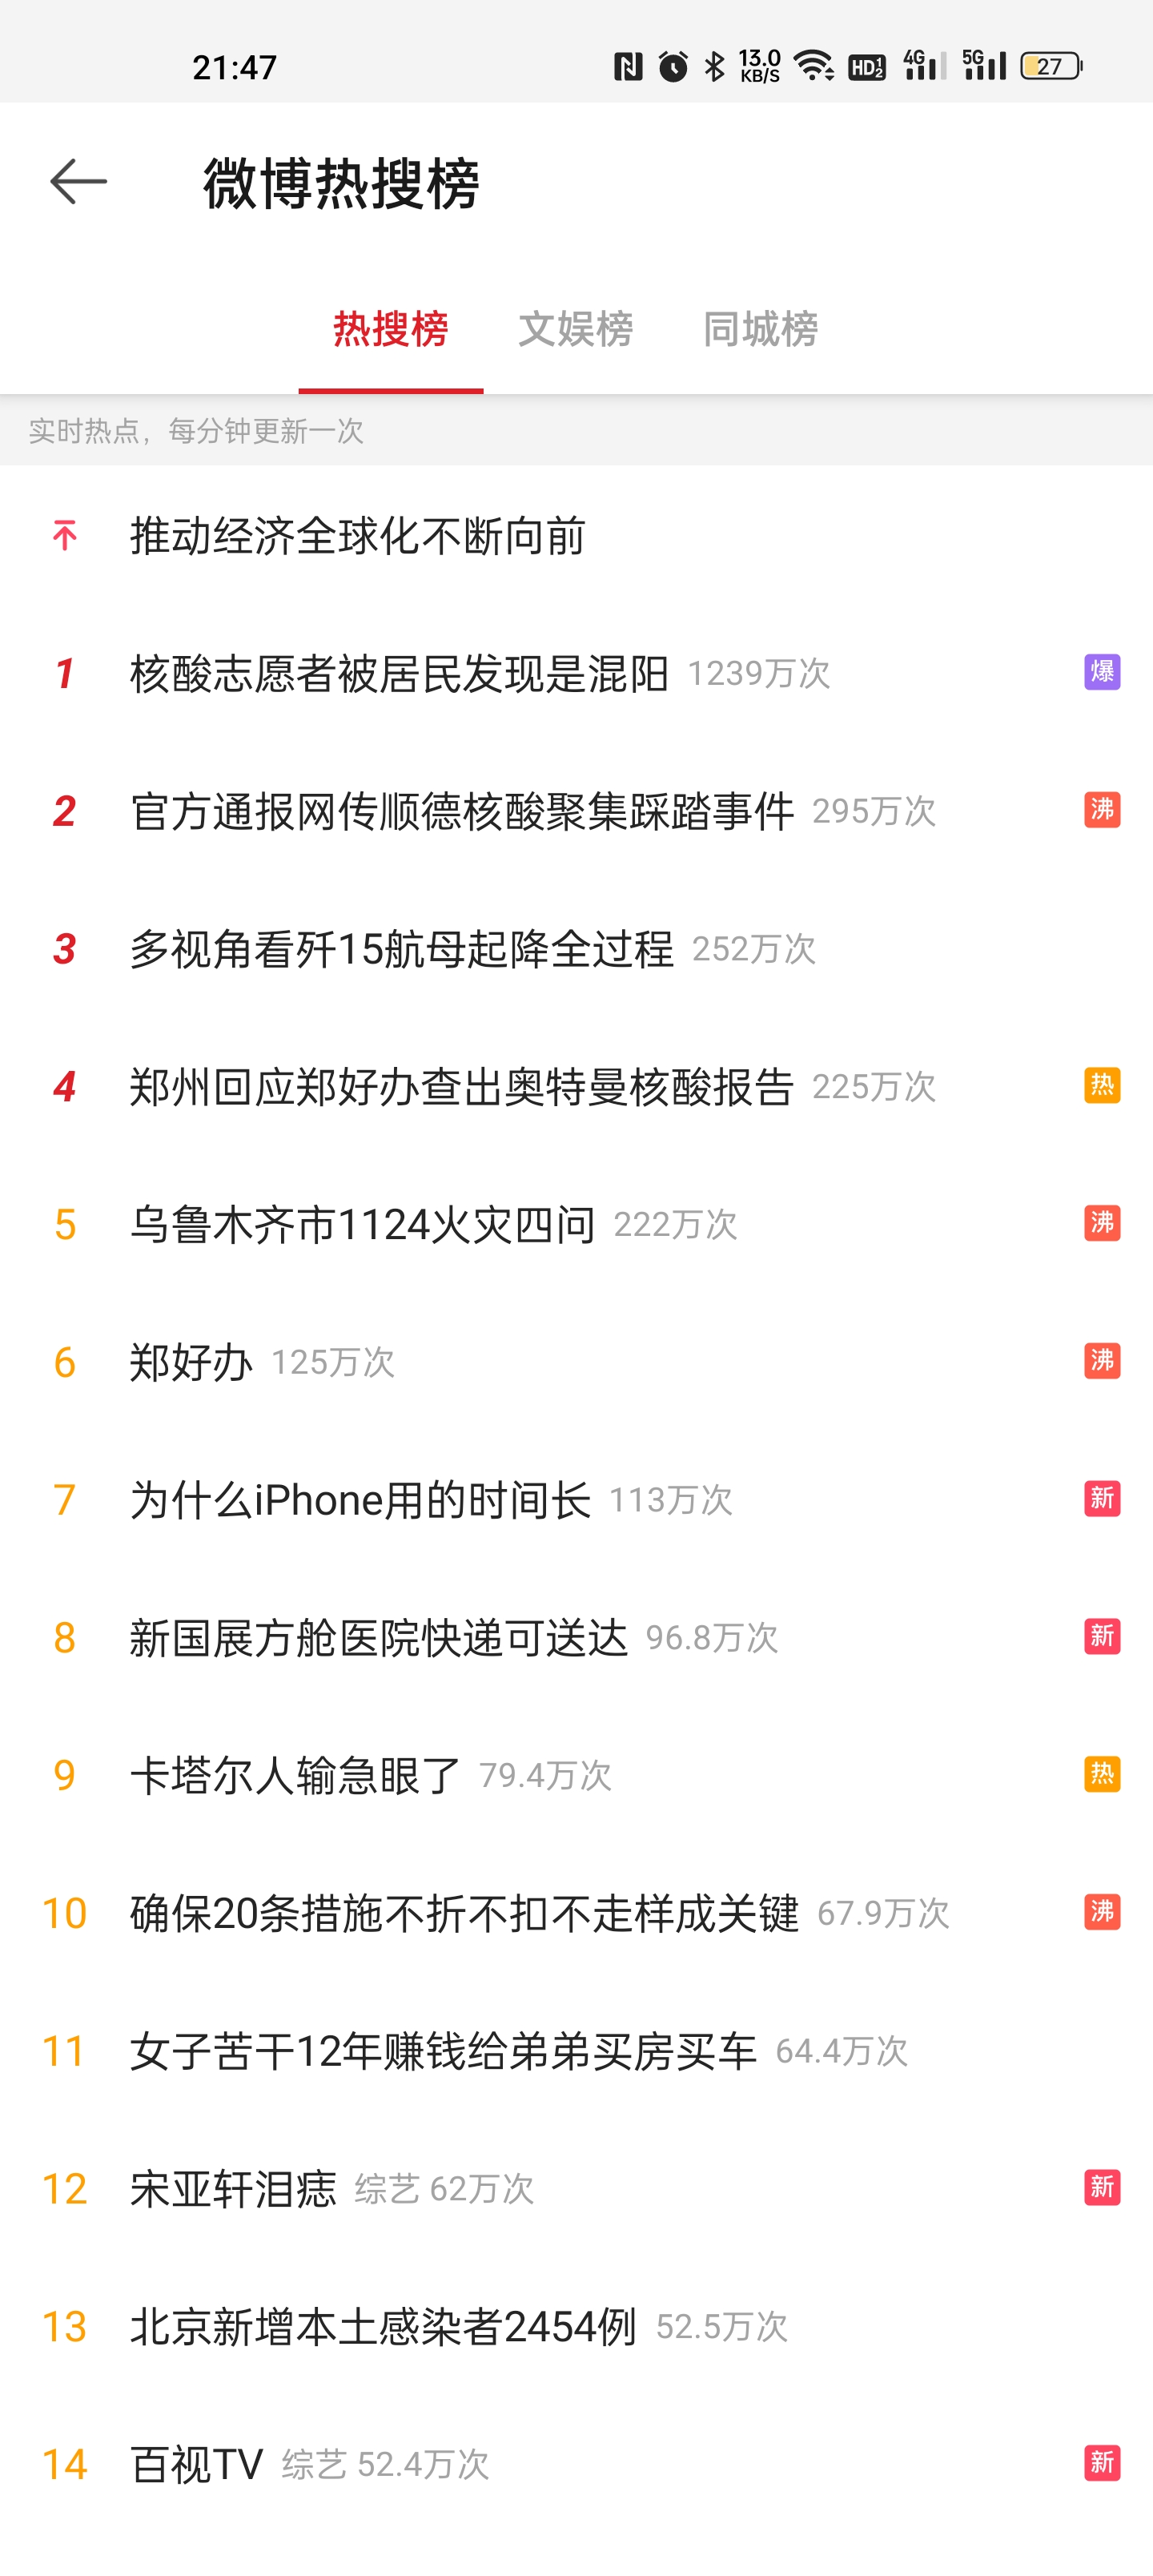 21:47 13.0 KB/S HD 1 2 4G 5G 27
微博热搜榜
热搜榜 文娱榜 同城榜
实时热点，每分钟更新一次
推动经济全球化不断向前
1 核酸志愿者被居民发现是混阳 1239万次 爆
2 官方通报网传顺德核酸聚集踩踏事件 295万次 沸
3 多视角看歼15航母起降全过程 252万次
4 郑州回应郑好办查出奥特曼核酸报告 225万次 热
5 乌鲁木齐市1124火灾四问 222万次 沸
6 郑好办 125万次 沸
7 为什么iPhone用的时间长 113万次 新
8 新国展方舱医院快递可送达 96.8万次 新
9 卡塔尔人输急眼了 79.4万次 热
10 确保20条措施不折不扣不走样成关键 67.9万次 沸
11 女子苦干12年赚钱给弟弟买房买车 64.4万次
12 宋亚轩泪痣 综艺 62万次 新
13 北京新增本土感染者2454例 52.5万次
14 百视TV 综艺 52.4万次 新